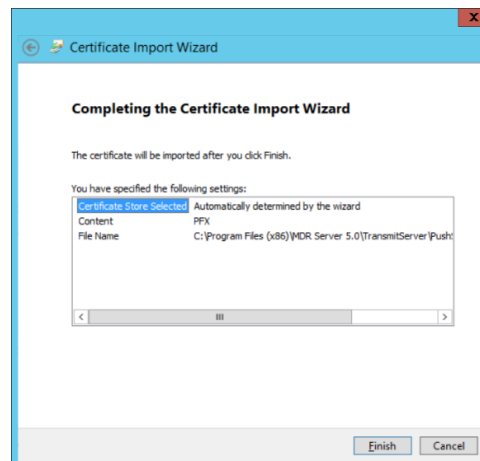 X
Certificate Import Wizard
Completing the Certificate Import Wizard
The certificate will be imported after you click Finish.
You have specified the following settings:
Certificate Store Selected Automatically determined by the wizard
Content PFX
File Name C:\Program Files (x86)\MDR Server 5.0\TransmitServer\Push
Finish Cancel